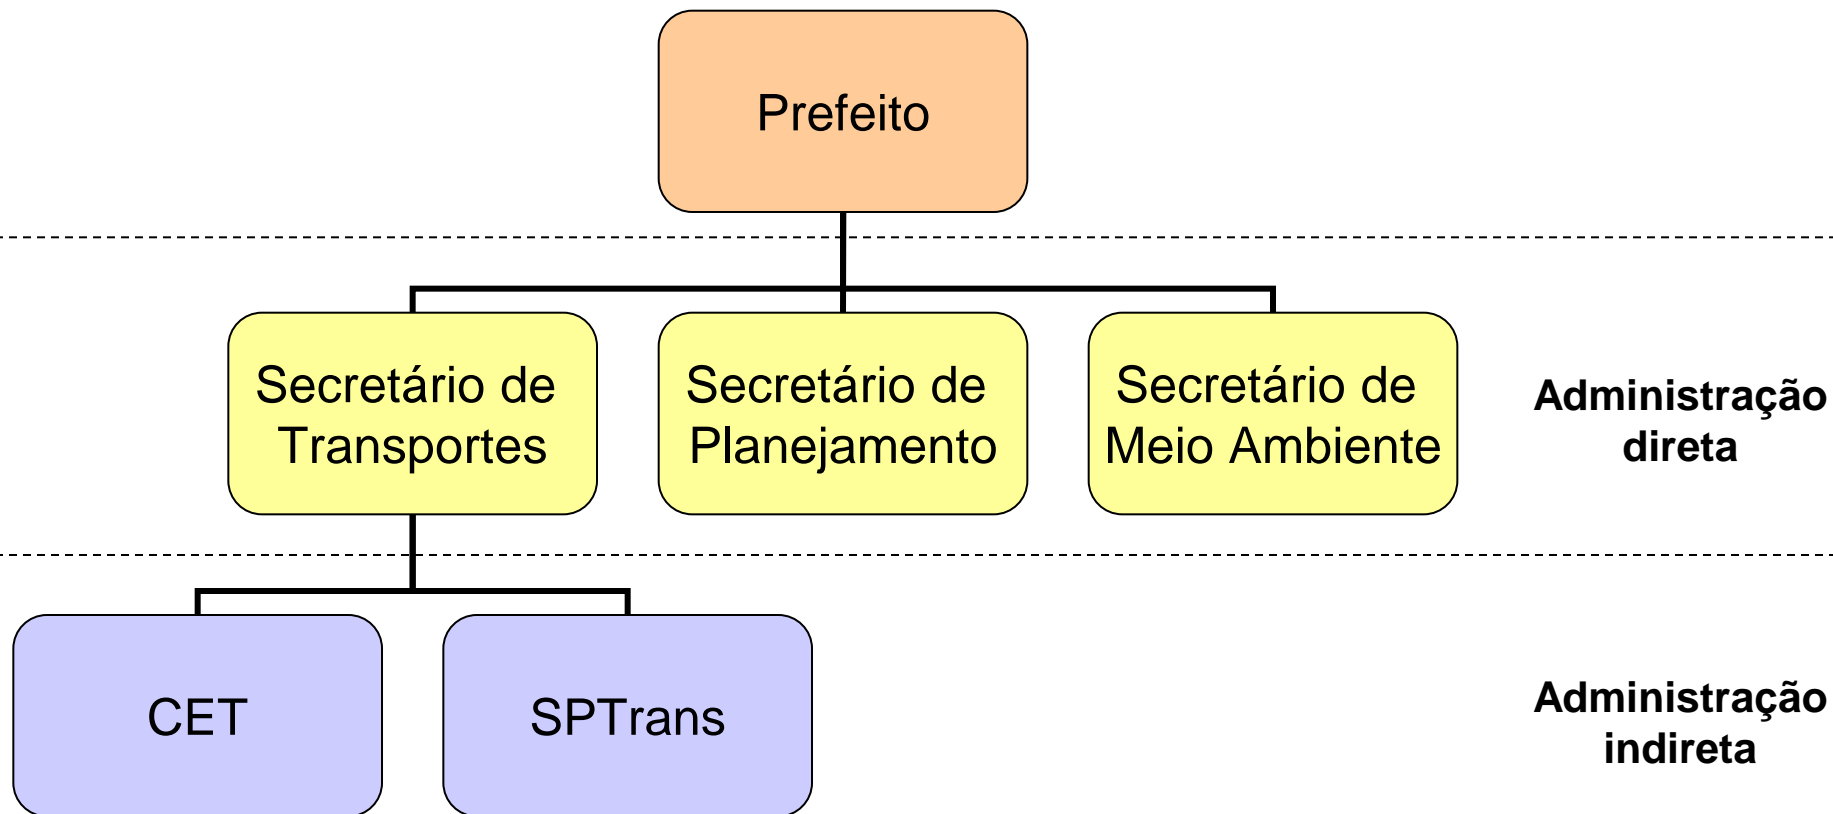 Prefeito
Secretário de
Transportes
Secretário de
Planejamento
Secretário de
Meio Ambiente
Administração
direta
CET
SPTrans
Administração
indireta